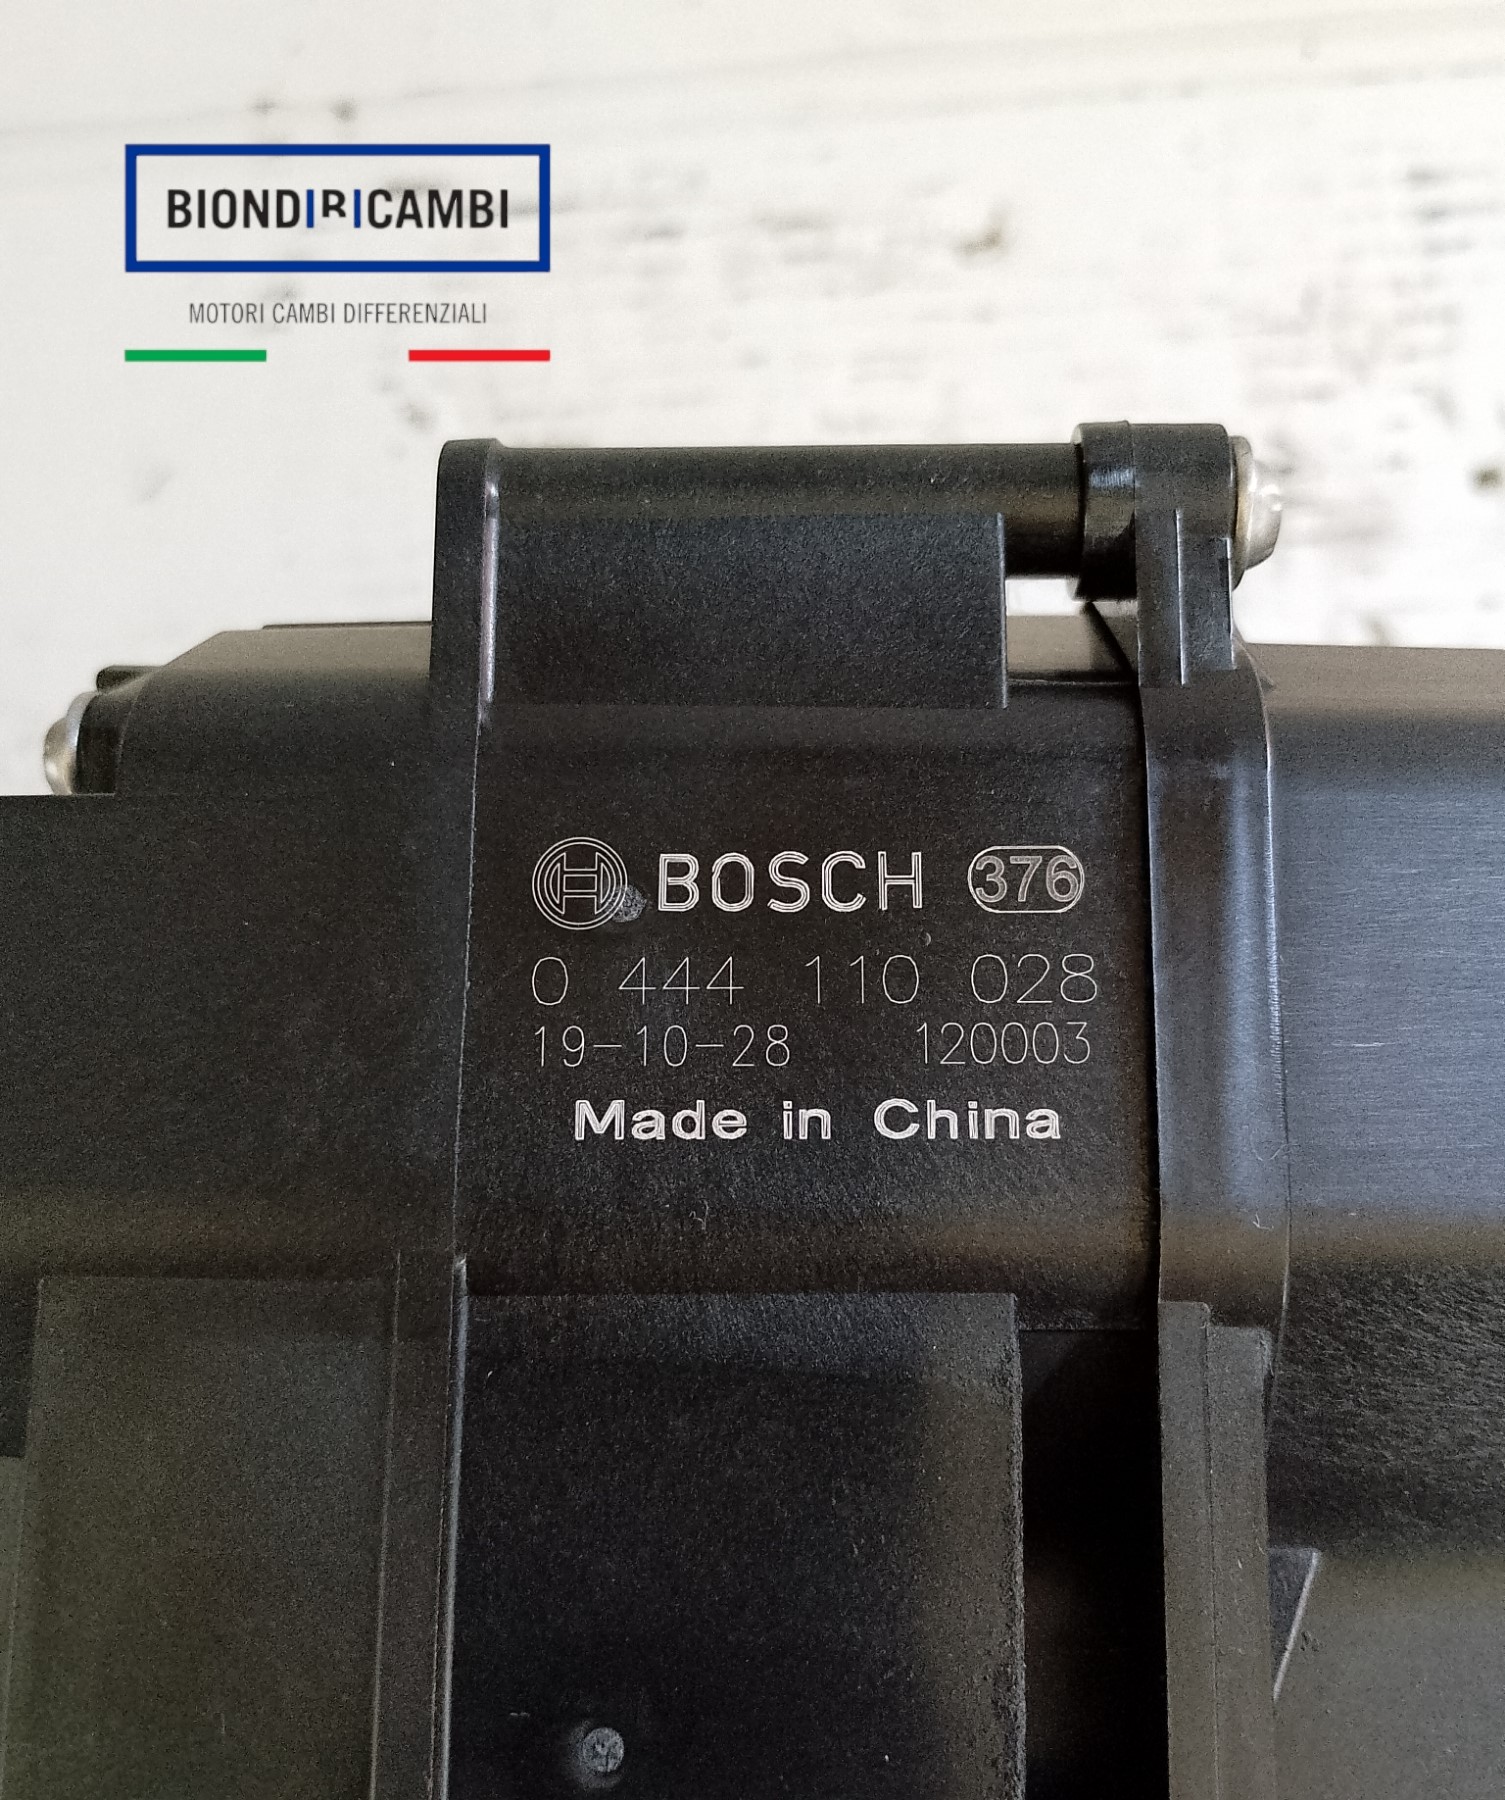 BIONDIRICAMBI
MOTORI CAMBI DIFFERENZIALI
BOSCH 376
0 444 110 028
19-10-28 120003
Made in China